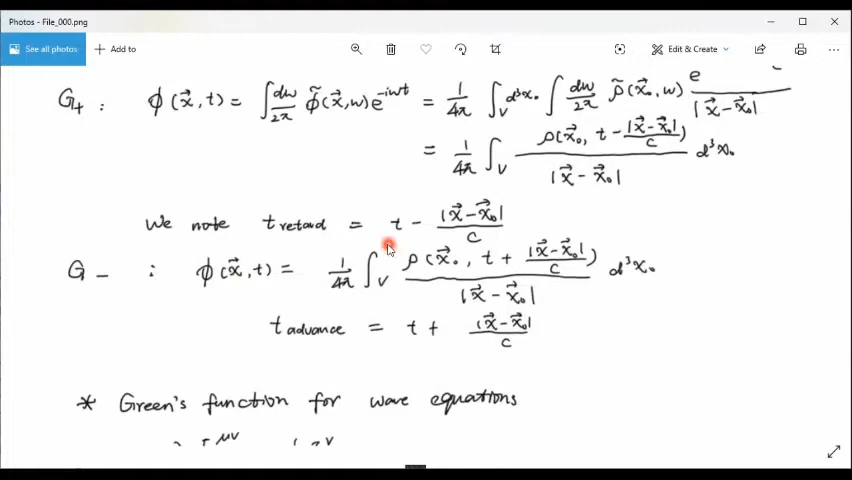 Photos - File_000.png
See all photos + Add to Edit & Create
G₊ : ϕ(x⃗,t) = ∫ dω/2π ϕ̃(x⃗,ω) e^{-iωt} = 1/4π ∫_V d³x₀ ∫ dω/2π ρ̃(x⃗₀,ω) e / |x⃗-x⃗₀|
= 1/4π ∫_V ρ(x⃗₀, t - |x⃗-x⃗₀|/c) / |x⃗-x⃗₀| d³x₀
We note t retard = t - |x⃗-x⃗₀|/c
G₋ : ϕ(x⃗,t) = 1/4π ∫_V ρ(x⃗₀, t + |x⃗-x⃗₀|/c) / |x⃗-x⃗₀| d³x₀
t advance = t + |x⃗-x⃗₀|/c
* Green's function for wave equations